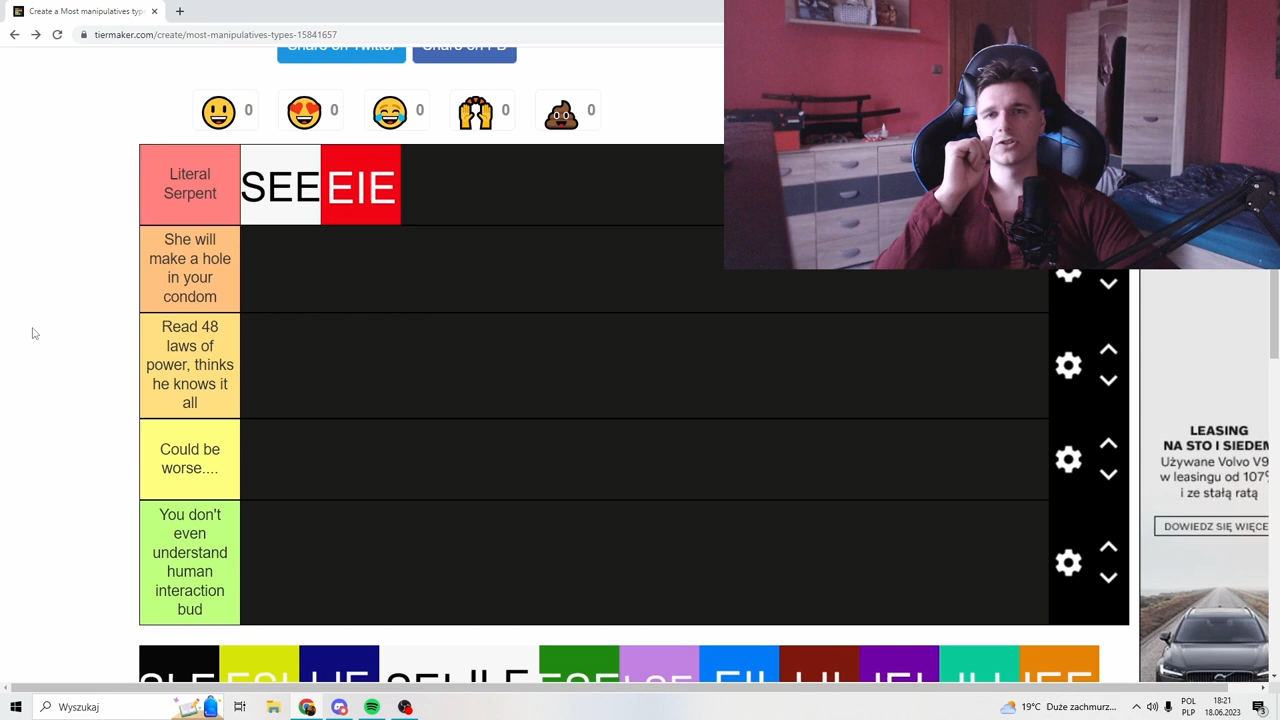 Create a Most manipulatives typ
tiermaker.com/create/most-manipulatives-types-15841657
0
0
0
0
0
Literal
Serpent
SEE
EIE
She will
make a hole
in your
condom
Read 48
laws of
power, thinks
he knows it
all
Could be
worse....
You don't
even
understand
human
interaction
bud
LEASING
NA STO I SIEDEM
Używane Volvo V9
w leasingu od 107%
i ze stałą ratą
DOWIEDZ SIĘ WIĘCE
Wyszukaj
19°C Duże zachmurz...
POL
PLP
18:21
18.06.2023
3